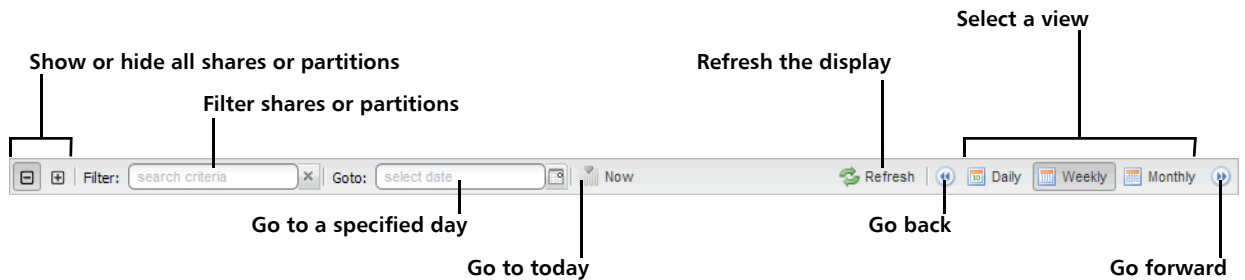 Select a view
Show or hide all shares or partitions
Refresh the display
Filter shares or partitions
Filter: search criteria Goto: select date Now Refresh Daily Weekly Monthly
Go to a specified day
Go back
Go to today
Go forward